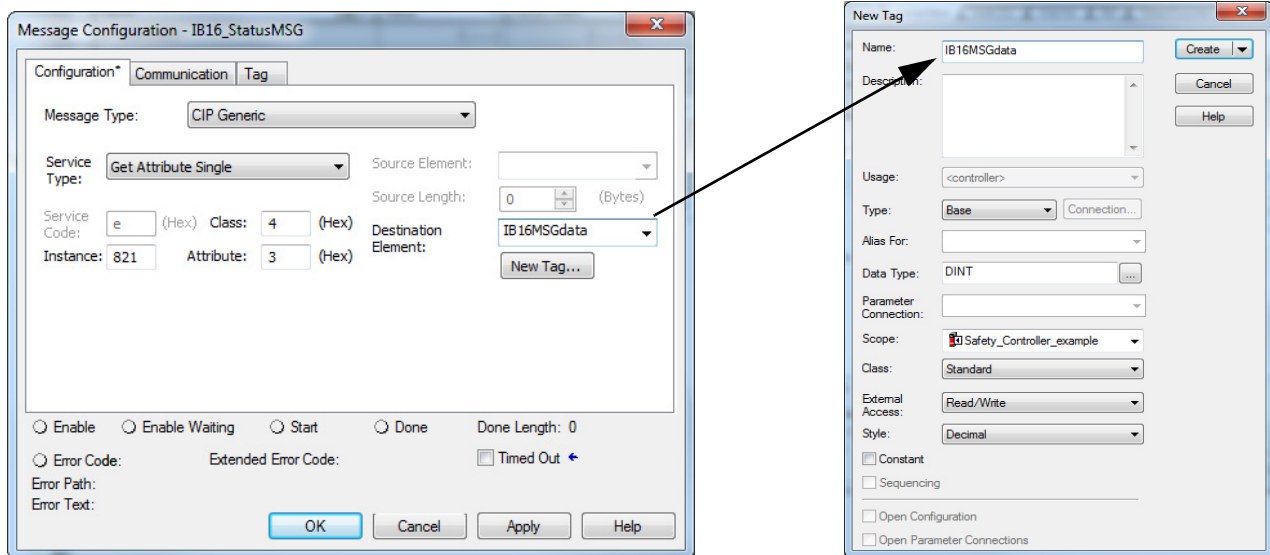 Message Configuration - IB16_StatusMSG
Configuration* Communication Tag
Message Type: CIP Generic
Service Type: Get Attribute Single
Source Element:
Source Length: 0 (Bytes)
Service Code: e (Hex) Class: 4 (Hex)
Destination Element: IB16MSGdata
Instance: 821 Attribute: 3 (Hex)
New Tag...
Enable Enable Waiting Start Done Done Length: 0
Error Code: Extended Error Code: Timed Out
Error Path:
Error Text:
OK Cancel Apply Help
New Tag
Name: IB16MSGdata Create
Description: Cancel
Help
Usage: <controller>
Type: Base Connection...
Alias For:
Data Type: DINT ...
Parameter
Connection:
Scope: Safety_Controller_example
Class: Standard
External
Access: Read/Write
Style: Decimal
Constant
Sequencing
Open Configuration
Open Parameter Connections